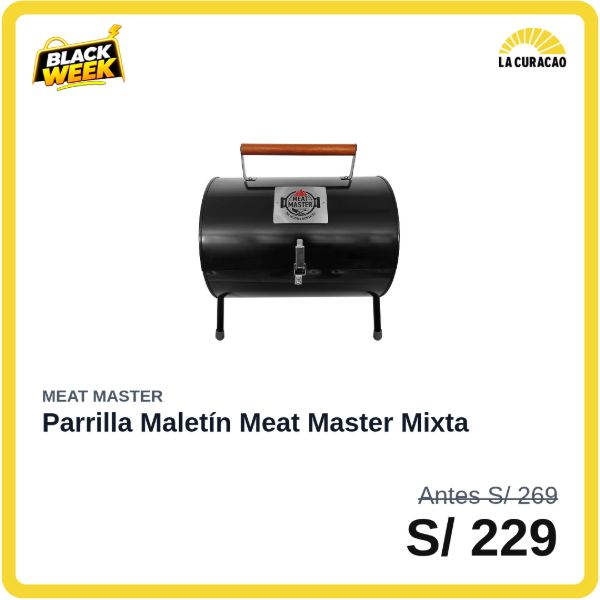 BLACK
WEEK
LA CURACAO
MEAT
MASTER
MEAT MASTER
Parrilla Maletín Meat Master Mixta
Antes S/ 269
S/ 229